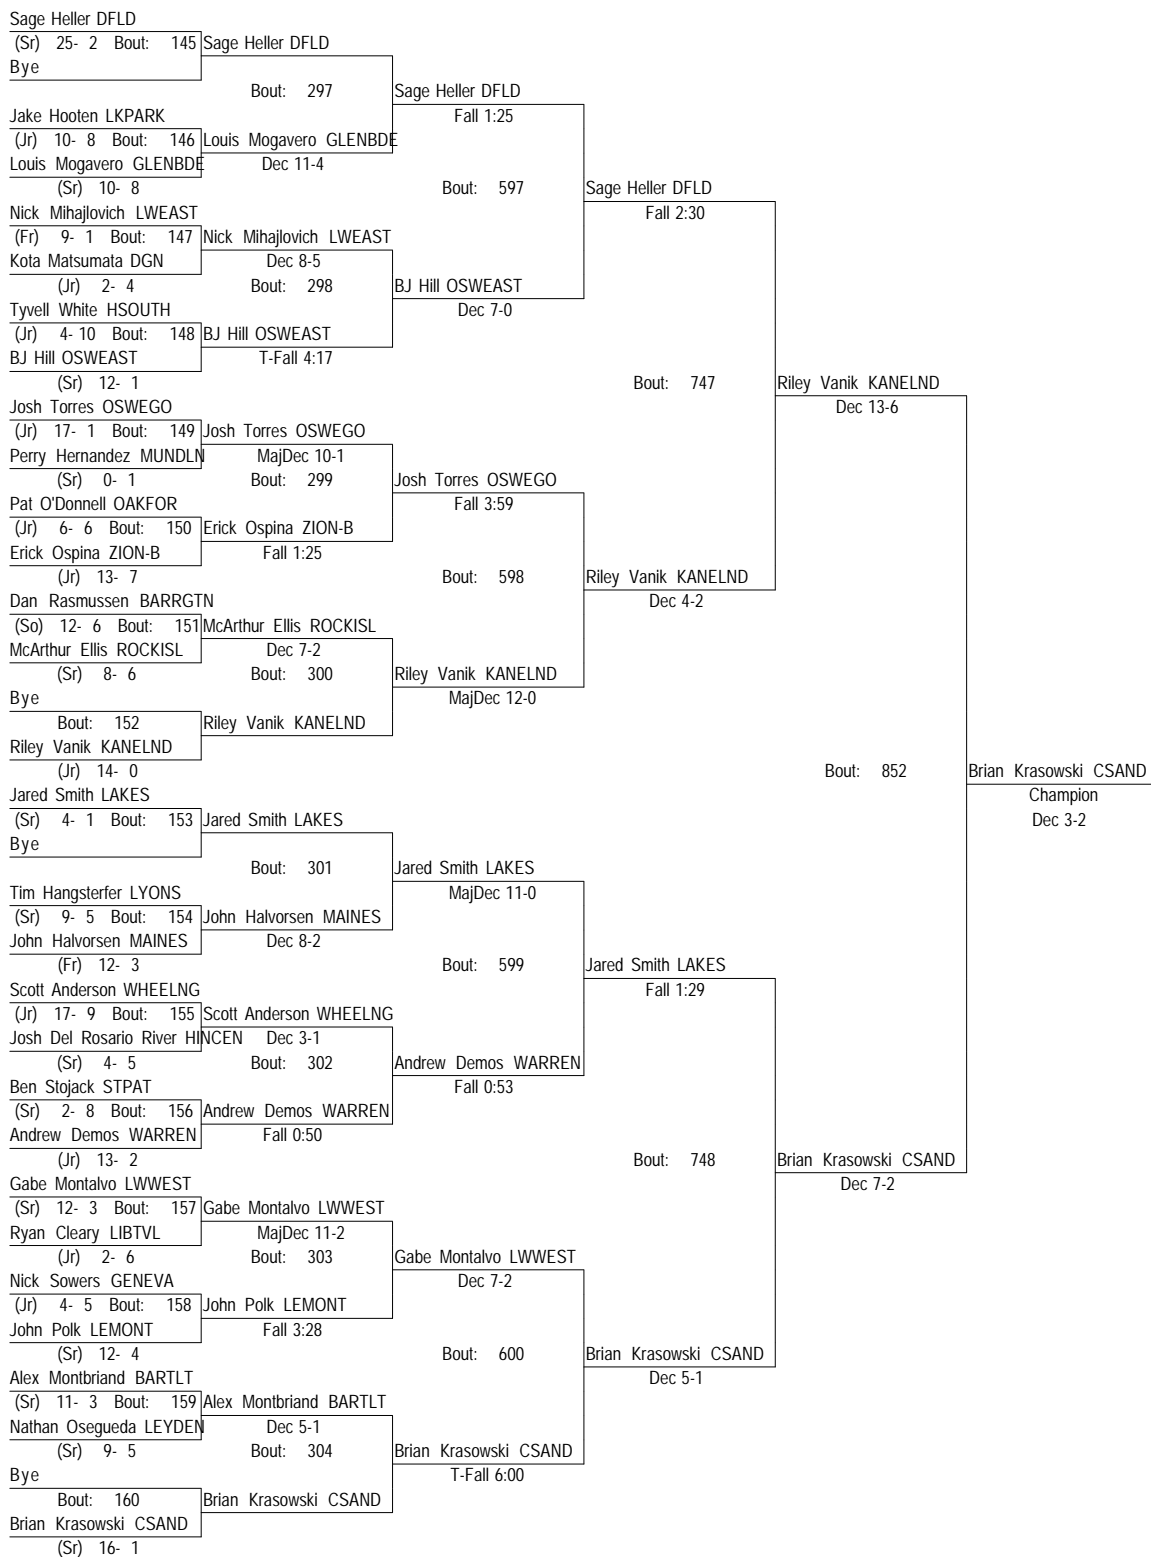 Sage Heller DFLD
(Sr) 25- 2 Bout: 145 Sage Heller DFLD
Bye
Bout: 297 Sage Heller DFLD
Jake Hooten LKPARK Fall 1:25
(Jr) 10- 8 Bout: 146 Louis Mogavero GLENBDE
Louis Mogavero GLENBDE Dec 11-4
(Sr) 10- 8 Bout: 597 Sage Heller DFLD
Nick Mihajlovich LWEAST Fall 2:30
(Fr) 9- 1 Bout: 147 Nick Mihajlovich LWEAST
Kota Matsumata DGN Dec 8-5
(Jr) 2- 4 Bout: 298 BJ Hill OSWEAST
Tyvell White HSOUTH Dec 7-0
(Jr) 4- 10 Bout: 148 BJ Hill OSWEAST
BJ Hill OSWEAST T-Fall 4:17
(Sr) 12- 1 Bout: 747 Riley Vanik KANELND
Josh Torres OSWEGO Dec 13-6
(Jr) 17- 1 Bout: 149 Josh Torres OSWEGO
Perry Hernandez MUNDLN MajDec 10-1
(Sr) 0- 1 Bout: 299 Josh Torres OSWEGO
Pat O'Donnell OAKFOR Fall 3:59
(Jr) 6- 6 Bout: 150 Erick Ospina ZION-B
Erick Ospina ZION-B Fall 1:25
(Jr) 13- 7 Bout: 598 Riley Vanik KANELND
Dan Rasmussen BARRGTN Dec 4-2
(So) 12- 6 Bout: 151 McArthur Ellis ROCKISL
McArthur Ellis ROCKISL Dec 7-2
(Sr) 8- 6 Bout: 300 Riley Vanik KANELND
Bye MajDec 12-0
Bout: 152 Riley Vanik KANELND
Riley Vanik KANELND
(Jr) 14- 0 Bout: 852 Brian Krasowski CSAND
Jared Smith LAKES Champion
(Sr) 4- 1 Bout: 153 Jared Smith LAKES Dec 3-2
Bye
Bout: 301 Jared Smith LAKES
Tim Hangsterfer LYONS MajDec 11-0
(Sr) 9- 5 Bout: 154 John Halvorsen MAINES
John Halvorsen MAINES Dec 8-2
(Fr) 12- 3 Bout: 599 Jared Smith LAKES
Scott Anderson WHEELNG Fall 1:29
(Jr) 17- 9 Bout: 155 Scott Anderson WHEELNG
Josh Del Rosario River HINCEN Dec 3-1
(Sr) 4- 5 Bout: 302 Andrew Demos WARREN
Ben Stojack STPAT Fall 0:53
(Sr) 2- 8 Bout: 156 Andrew Demos WARREN
Andrew Demos WARREN Fall 0:50
(Jr) 13- 2 Bout: 748 Brian Krasowski CSAND
Gabe Montalvo LWWEST Dec 7-2
(Sr) 12- 3 Bout: 157 Gabe Montalvo LWWEST
Ryan Cleary LIBTVL MajDec 11-2
(Jr) 2- 6 Bout: 303 Gabe Montalvo LWWEST
Nick Sowers GENEVA Dec 7-2
(Jr) 4- 5 Bout: 158 John Polk LEMONT
John Polk LEMONT Fall 3:28
(Sr) 12- 4 Bout: 600 Brian Krasowski CSAND
Alex Montbriand BARTLT Dec 5-1
(Sr) 11- 3 Bout: 159 Alex Montbriand BARTLT
Nathan Osegueda LEYDEN Dec 5-1
(Sr) 9- 5 Bout: 304 Brian Krasowski CSAND
Bye T-Fall 6:00
Bout: 160 Brian Krasowski CSAND
Brian Krasowski CSAND
(Sr) 16- 1